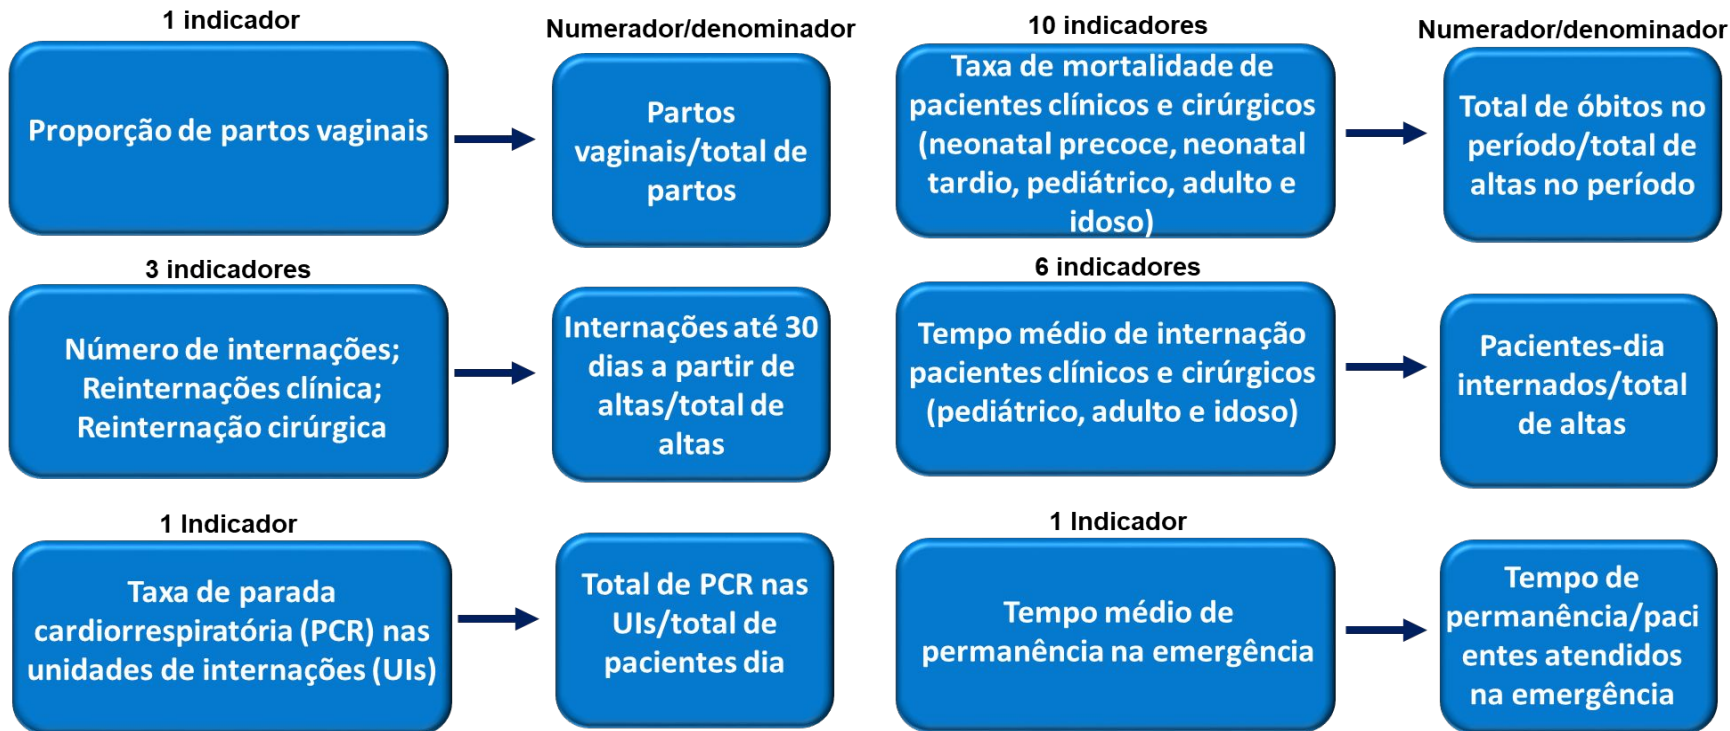 1 indicador
Numerador/denominador
Proporção de partos vaginais
Partos
vaginais/total de
partos
10 indicadores
Numerador/denominador
Taxa de mortalidade de
pacientes clínicos e cirúrgicos
(neonatal precoce, neonatal
tardio, pediátrico, adulto e
idoso)
Total de óbitos no
período/total de
altas no período
3 indicadores
Número de internações;
Reinternações clínica;
Reinternação cirúrgica
Internações até 30
dias a partir de
altas/total de
altas
6 indicadores
Tempo médio de internação
pacientes clínicos e cirúrgicos
(pediátrico, adulto e idoso)
Pacientes-dia
internados/total
de altas
1 Indicador
Taxa de parada
cardiorrespiratória (PCR) nas
unidades de internações (UIs)
Total de PCR nas
UIs/total de
pacientes dia
1 Indicador
Tempo médio de
permanência na emergência
Tempo de
permanência/paci
entes atendidos
na emergência